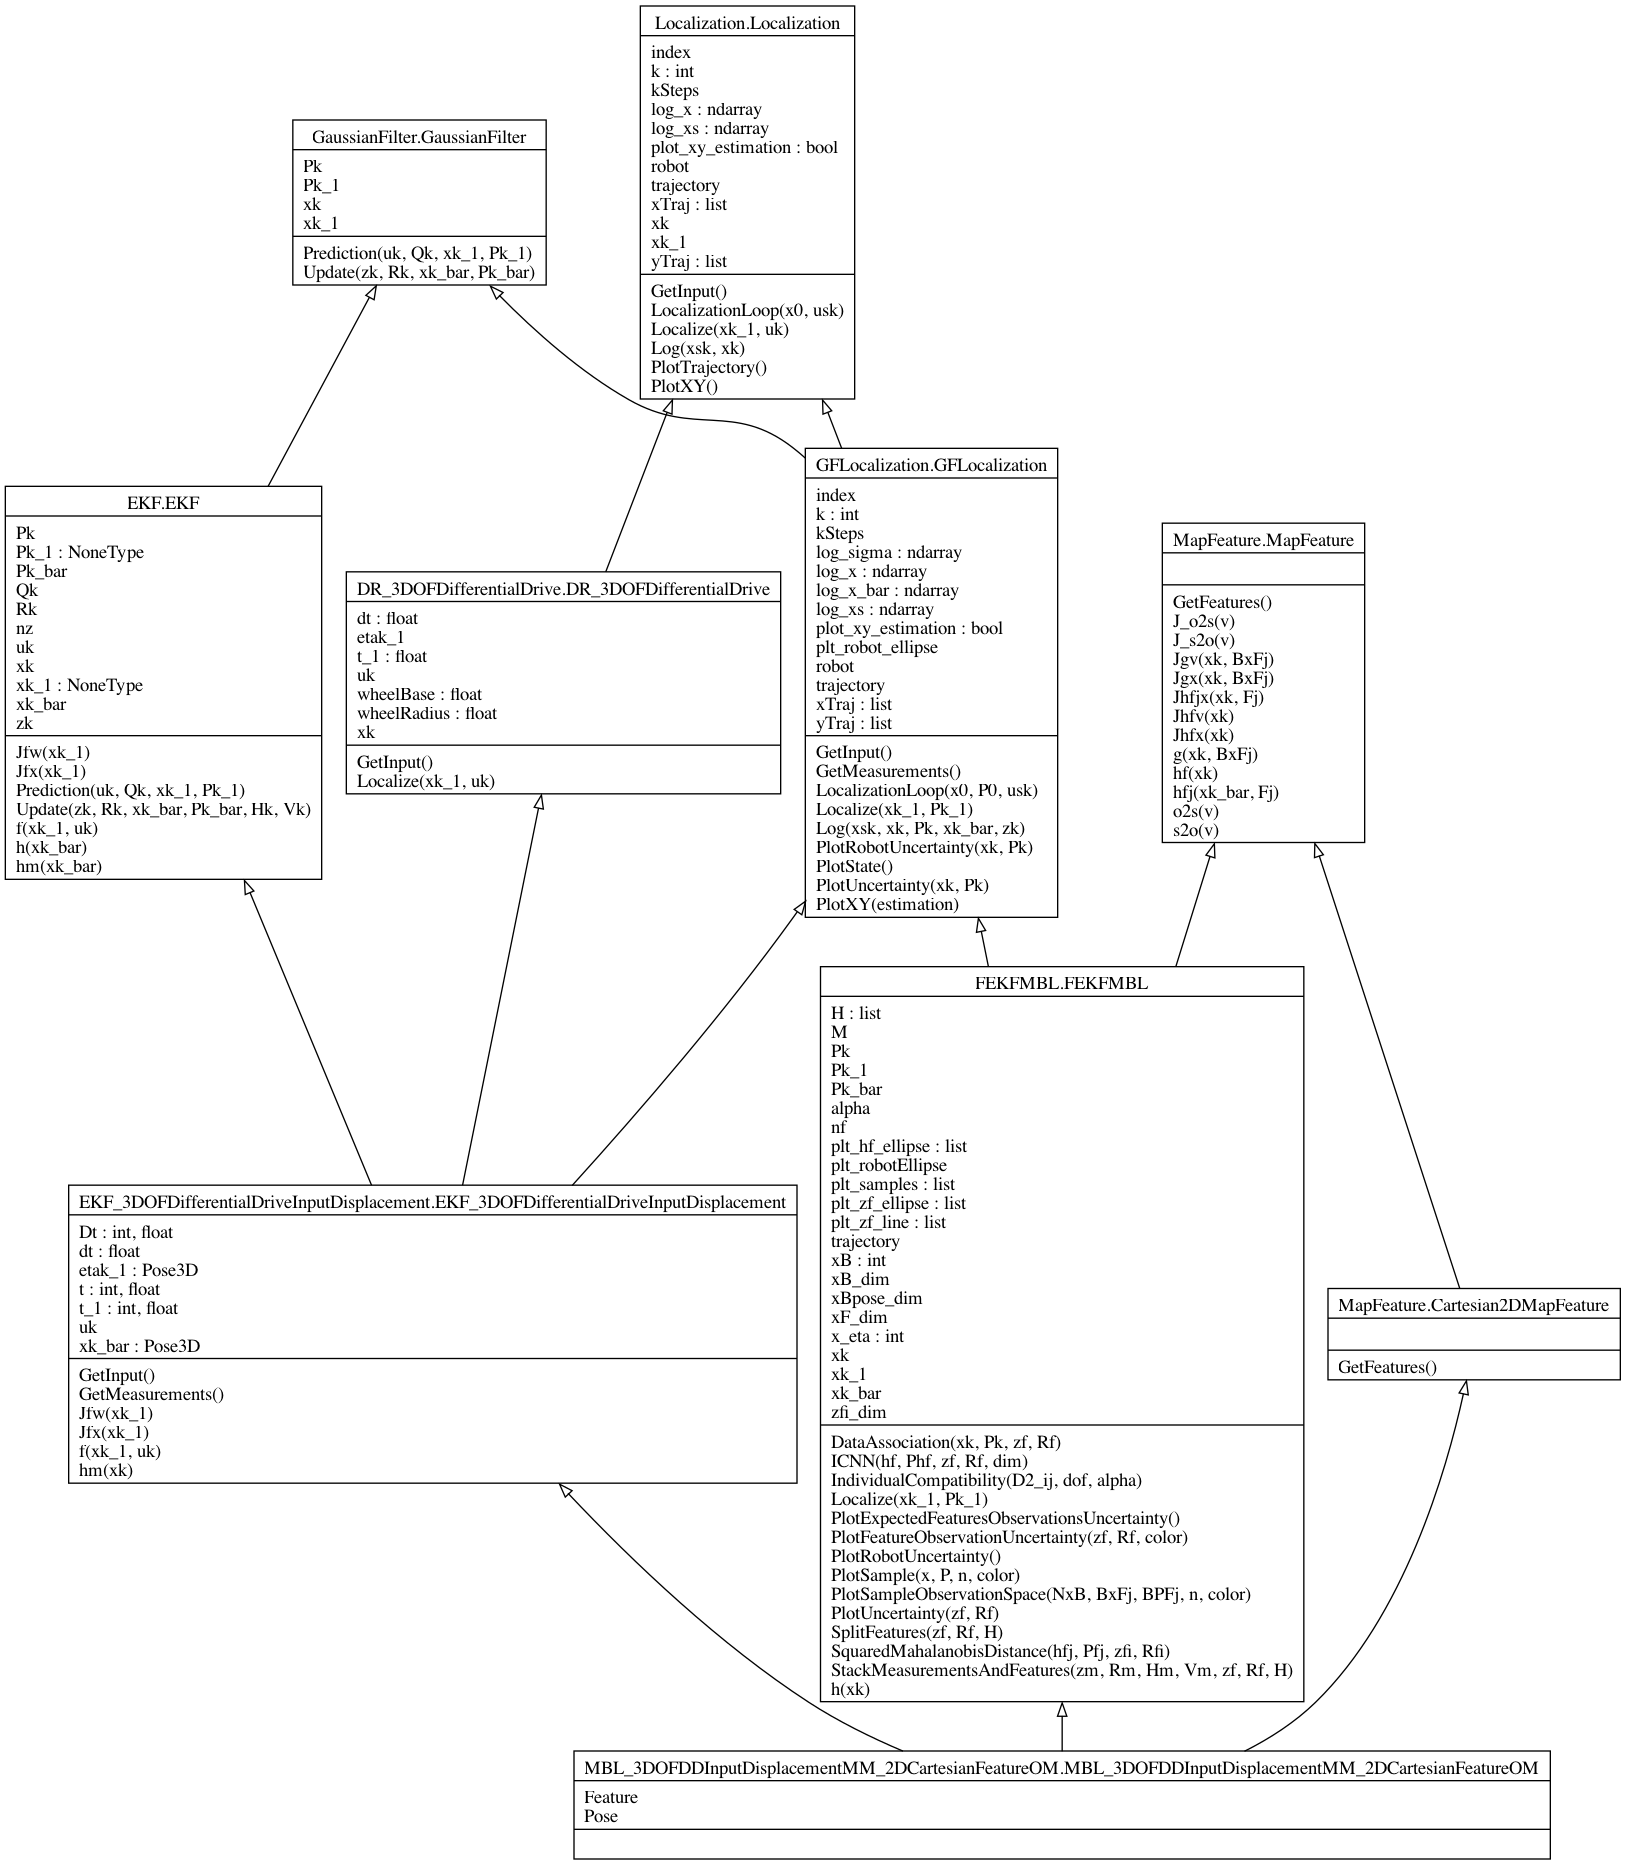 Localization.Localization
index
k : int
kSteps
log_x : ndarray
log_xs : ndarray
plot_xy_estimation : bool
robot
trajectory
xTraj : list
xk
xk_1
yTraj : list
GetInput()
LocalizationLoop(x0, usk)
Localize(xk_1, uk)
Log(xsk, xk)
PlotTrajectory()
PlotXY()
GaussianFilter.GaussianFilter
Pk
Pk_1
xk
xk_1
Prediction(uk, Qk, xk_1, Pk_1)
Update(zk, Rk, xk_bar, Pk_bar)
EKF.EKF
Pk
Pk_1 : NoneType
Pk_bar
Qk
Rk
nz
uk
xk
xk_1 : NoneType
xk_bar
zk
Jfw(xk_1)
Jfx(xk_1)
Prediction(uk, Qk, xk_1, Pk_1)
Update(zk, Rk, xk_bar, Pk_bar, Hk, Vk)
f(xk_1, uk)
h(xk_bar)
hm(xk_bar)
DR_3DOFDifferentialDrive.DR_3DOFDifferentialDrive
dt : float
etak_1
t_1 : float
uk
wheelBase : float
wheelRadius : float
xk
GetInput()
Localize(xk_1, uk)
GFLocalization.GFLocalization
index
k : int
kSteps
log_sigma : ndarray
log_x : ndarray
log_x_bar : ndarray
log_xs : ndarray
plot_xy_estimation : bool
plt_robot_ellipse
robot
trajectory
xTraj : list
yTraj : list
GetInput()
GetMeasurements()
LocalizationLoop(x0, P0, usk)
Localize(xk_1, Pk_1)
Log(xsk, xk, Pk, xk_bar, zk)
PlotRobotUncertainty(xk, Pk)
PlotState()
PlotUncertainty(xk, Pk)
PlotXY(estimation)
MapFeature.MapFeature
GetFeatures()
J_o2s(v)
J_s2o(v)
Jgv(xk, BxFj)
Jgx(xk, BxFj)
Jhfjx(xk, Fj)
Jhfv(xk)
Jhfx(xk)
g(xk, BxFj)
hf(xk)
hfj(xk_bar, Fj)
o2s(v)
s2o(v)
EKF_3DOFDifferentialDriveInputDisplacement.EKF_3DOFDifferentialDriveInputDisplacement
Dt : int, float
dt : float
etak_1 : Pose3D
t : int, float
t_1 : int, float
uk
xk_bar : Pose3D
GetInput()
GetMeasurements()
Jfw(xk_1)
Jfx(xk_1)
f(xk_1, uk)
hm(xk)
FEKFMBL.FEKFMBL
H : list
M
Pk
Pk_1
Pk_bar
alpha
nf
plt_hf_ellipse : list
plt_robotEllipse
plt_samples : list
plt_zf_ellipse : list
plt_zf_line : list
trajectory
xB : int
xB_dim
xBpose_dim
xF_dim
x_eta : int
xk
xk_1
xk_bar
zfi_dim
DataAssociation(xk, Pk, zf, Rf)
ICNN(hf, Phf, zf, Rf, dim)
IndividualCompatibility(D2_ij, dof, alpha)
Localize(xk_1, Pk_1)
PlotExpectedFeaturesObservationsUncertainty()
PlotFeatureObservationUncertainty(zf, Rf, color)
PlotRobotUncertainty()
PlotSample(x, P, n, color)
PlotSampleObservationSpace(NxB, BxFj, BPFj, n, color)
PlotUncertainty(zf, Rf)
SplitFeatures(zf, Rf, H)
SquaredMahalanobisDistance(hfj, Pfj, zfi, Rfi)
StackMeasurementsAndFeatures(zm, Rm, Hm, Vm, zf, Rf, H)
h(xk)
MapFeature.Cartesian2DMapFeature
GetFeatures()
MBL_3DOFDDInputDisplacementMM_2DCartesianFeatureOM.MBL_3DOFDDInputDisplacementMM_2DCartesianFeatureOM
Feature
Pose